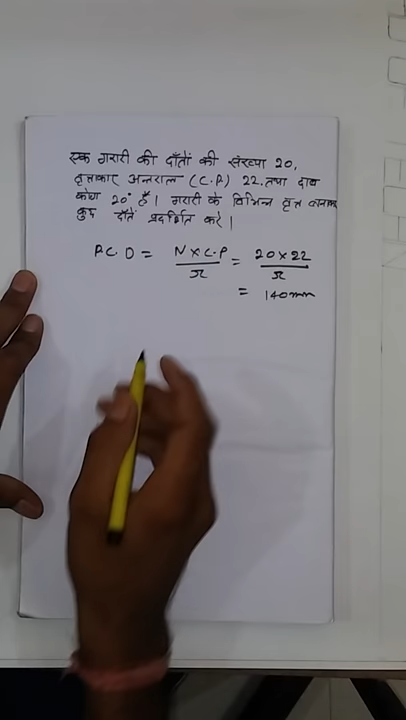 एक गरारी की दाँतों की संख्या 20,
वृत्ताकार अन्तराल (C.P.) 22, तथा दाब
कोण 20° हैं। गरारी के विभिन्न वृत्त बनाकर
कुछ दाँतें प्रदर्शित करे।
P.C.D = N×C.P / π = 20×22 / π
= 140mm